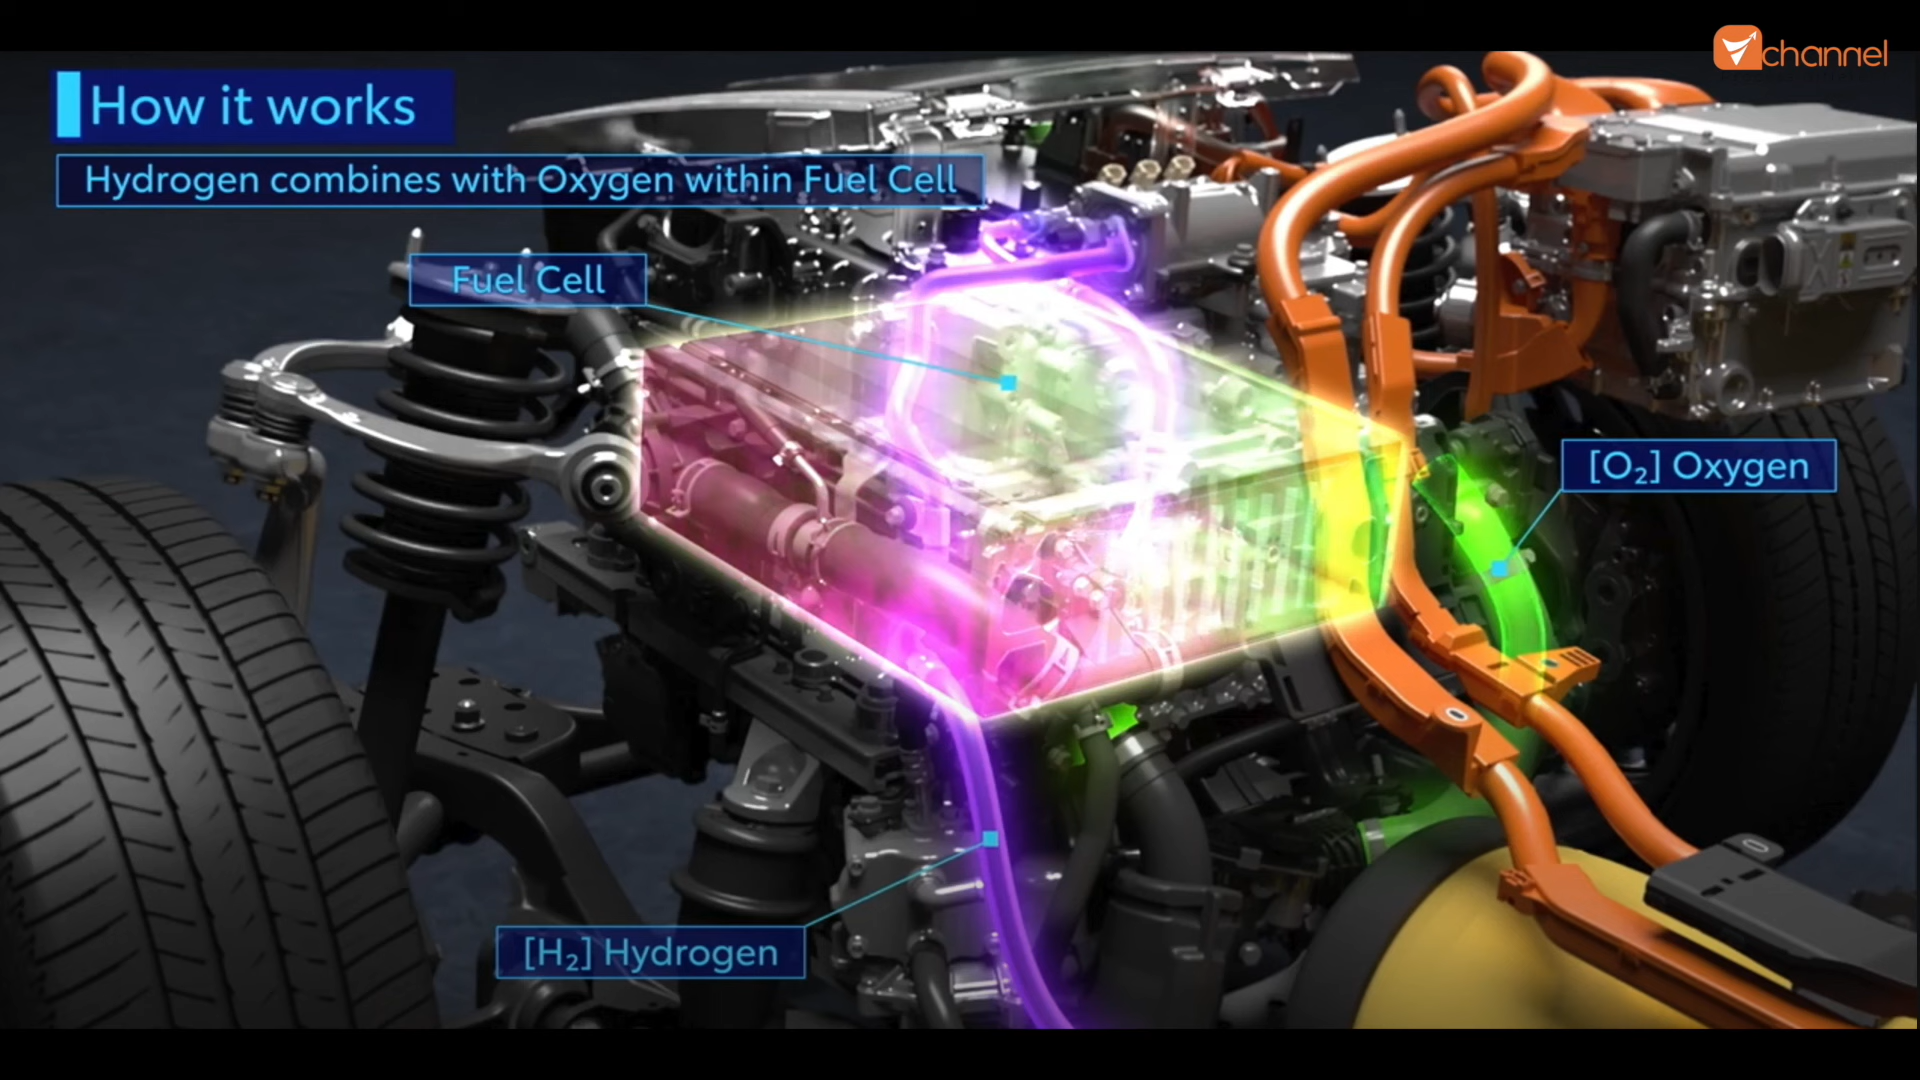 channel
How it works
Hydrogen combines with Oxygen within Fuel Cell
Fuel Cell
[O₂] Oxygen
[H₂] Hydrogen